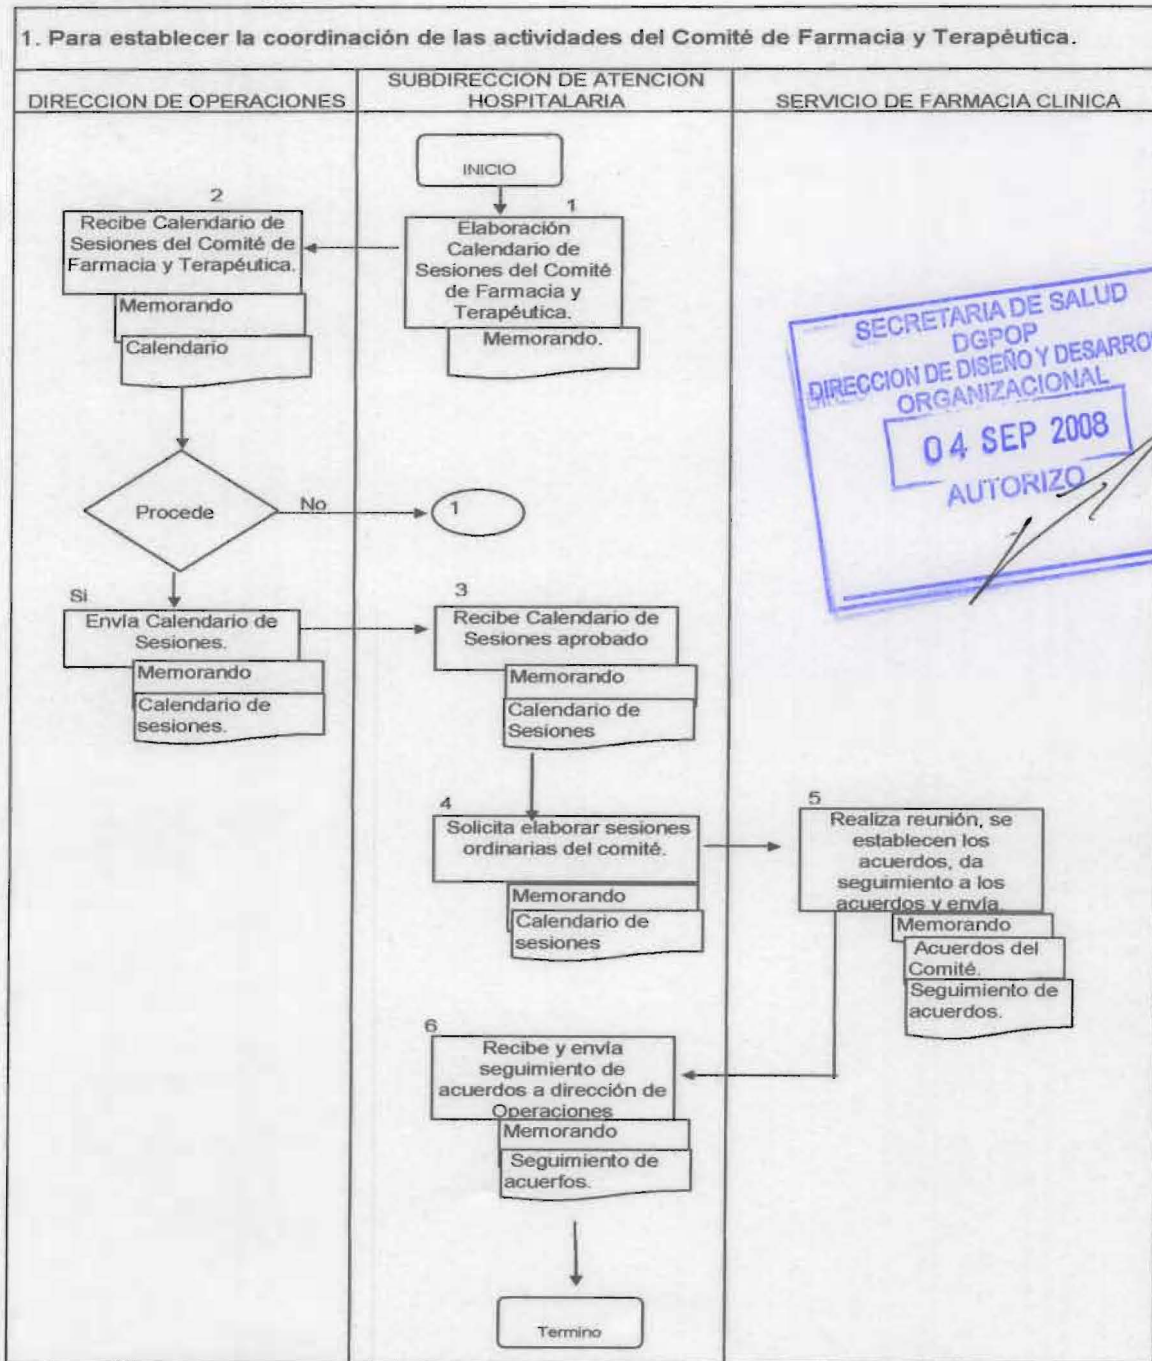 1. Para establecer la coordinación de las actividades del Comité de Farmacia y Terapéutica.
DIRECCION DE OPERACIONES
SUBDIRECCION DE ATENCION
HOSPITALARIA
SERVICIO DE FARMACIA CLINICA
INICIO
1
Elaboración
Calendario de
Sesiones del Comité
de Farmacia y
Terapéutica.
Memorando.
2
Recibe Calendario de
Sesiones del Comité de
Farmacia y Terapéutica.
Memorando
Calendario
SECRETARIA DE SALUD
DGPOP
DIRECCION DE DISEÑO Y DESARRO
ORGANIZACIONAL
04 SEP 2008
AUTORIZO
Procede
No
1
Si
Envía Calendario de
Sesiones.
Memorando
Calendario de
sesiones.
3
Recibe Calendario de
Sesiones aprobado
Memorando
Calendario de
Sesiones
4
Solicita elaborar sesiones
ordinarias del comité.
Memorando
Calendario de
sesiones
5
Realiza reunión, se
establecen los
acuerdos, da
seguimiento a los
acuerdos y envía.
Memorando
Acuerdos del
Comité.
Seguimiento de
acuerdos.
6
Recibe y envía
seguimiento de
acuerdos a dirección de
Operaciones
Memorando
Seguimiento de
acuerfos.
Termino